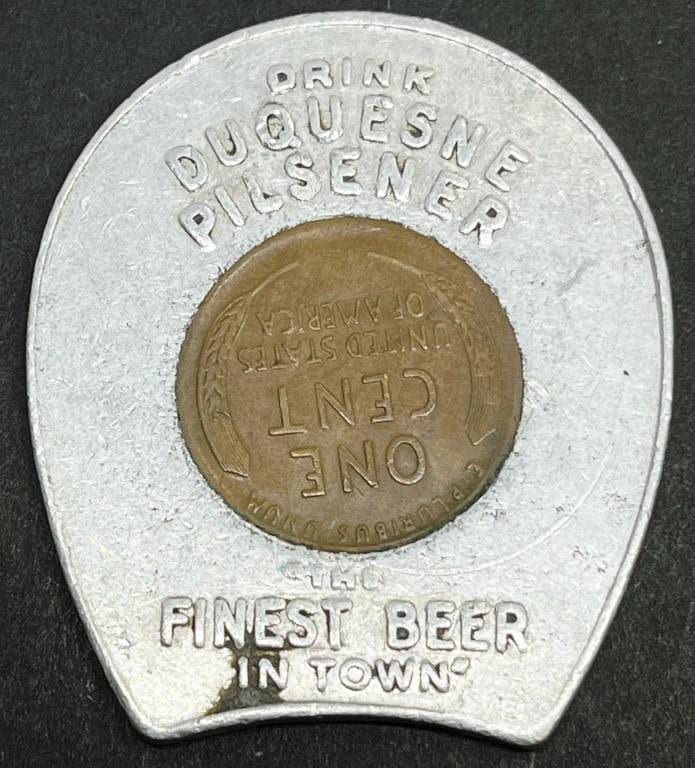 DRINK
DUQUESNE
PILSENER
E PLURIBUS UNUM
ONE
CENT
UNITED STATES
OF AMERICA
"THE
FINEST BEER
IN TOWN"